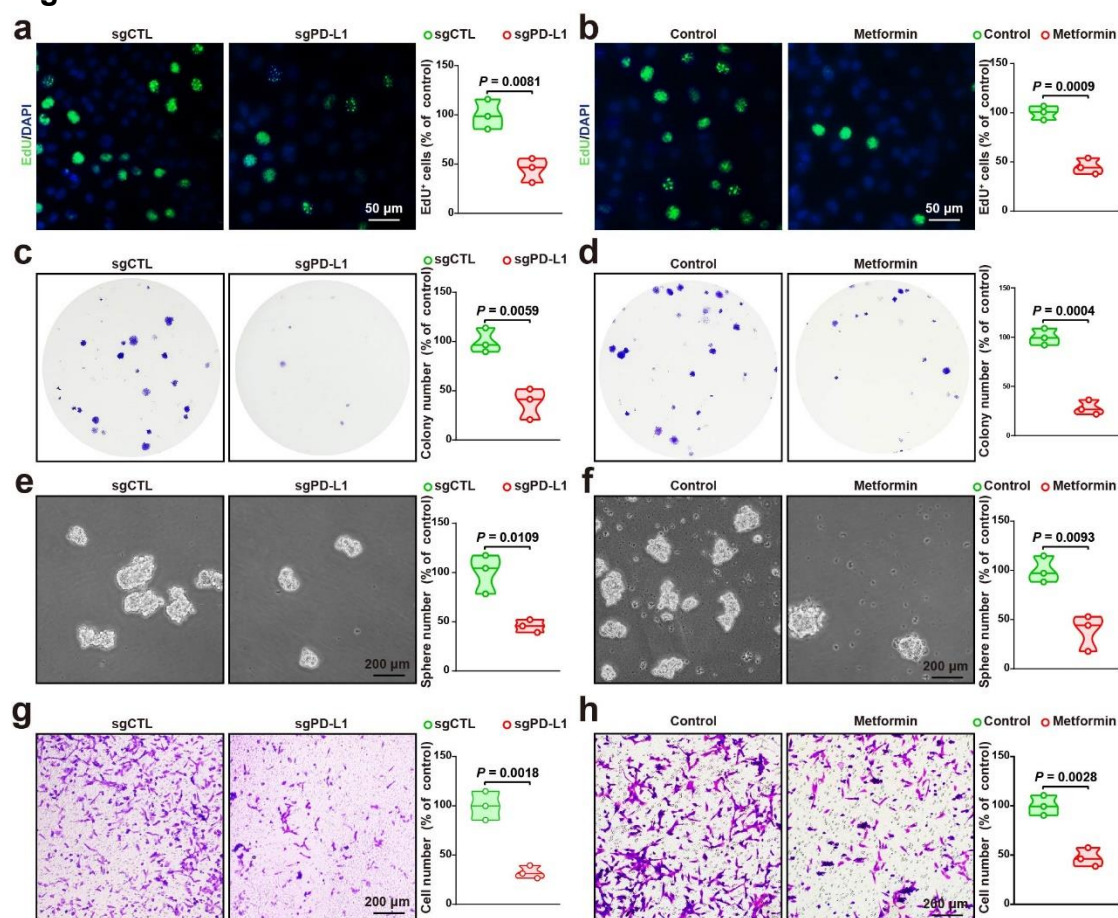 a
sgCTL
sgPD-L1
sgCTL
sgPD-L1
EdU/DAPI
50 µm
EdU⁺ cells (% of control)
150
100
50
0
P = 0.0081
b
Control
Metformin
Control
Metformin
EdU/DAPI
50 µm
EdU⁺ cells (% of control)
150
100
50
0
P = 0.0009
c
sgCTL
sgPD-L1
sgCTL
sgPD-L1
Colony number (% of control)
150
100
50
0
P = 0.0059
d
Control
Metformin
Control
Metformin
Colony number (% of control)
150
100
50
0
P = 0.0004
e
sgCTL
sgPD-L1
sgCTL
sgPD-L1
200 µm
Sphere number (% of control)
150
100
50
0
P = 0.0109
f
Control
Metformin
Control
Metformin
200 µm
Sphere number (% of control)
150
100
50
0
P = 0.0093
g
sgCTL
sgPD-L1
sgCTL
sgPD-L1
200 µm
Cell number (% of control)
150
100
50
0
P = 0.0018
h
Control
Metformin
Control
Metformin
200 µm
Cell number (% of control)
150
100
50
0
P = 0.0028